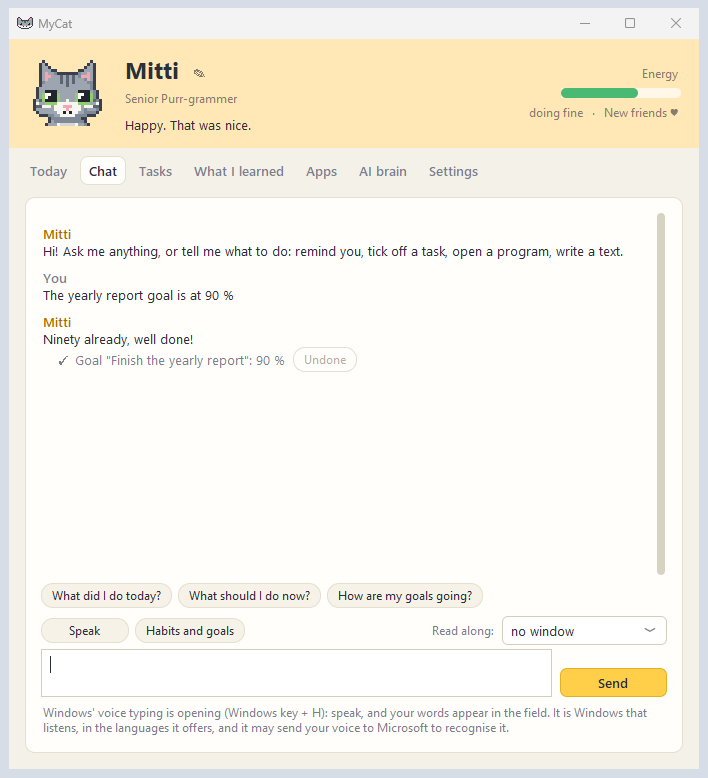 MyCat
Mitti ✎
Senior Purr-grammer
Happy. That was nice.
Energy
doing fine · New friends ♥
Today Chat Tasks What I learned Apps AI brain Settings
Mitti
Hi! Ask me anything, or tell me what to do: remind you, tick off a task, open a program, write a text.
You
The yearly report goal is at 90 %
Mitti
Ninety already, well done!
✓ Goal "Finish the yearly report": 90 % Undone
What did I do today? What should I do now? How are my goals going?
Speak Habits and goals Read along: no window
Send
Windows' voice typing is opening (Windows key + H): speak, and your words appear in the field. It is Windows that
listens, in the languages it offers, and it may send your voice to Microsoft to recognise it.